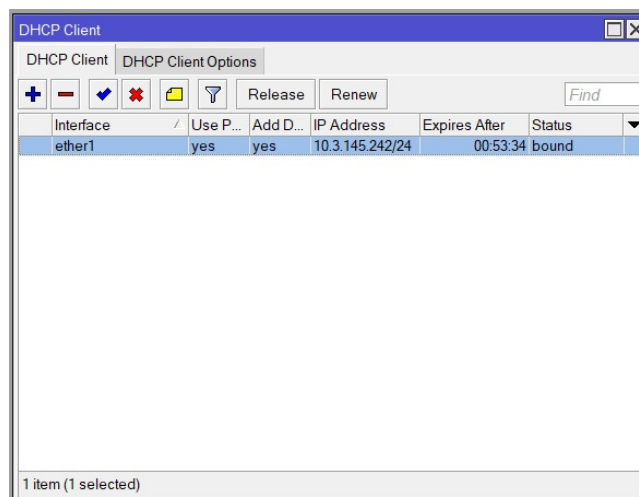 DHCP Client
DHCP Client DHCP Client Options
Release Renew Find
Interface Use P... Add D... IP Address Expires After Status
ether1 yes yes 10.3.145.242/24 00:53:34 bound
1 item (1 selected)